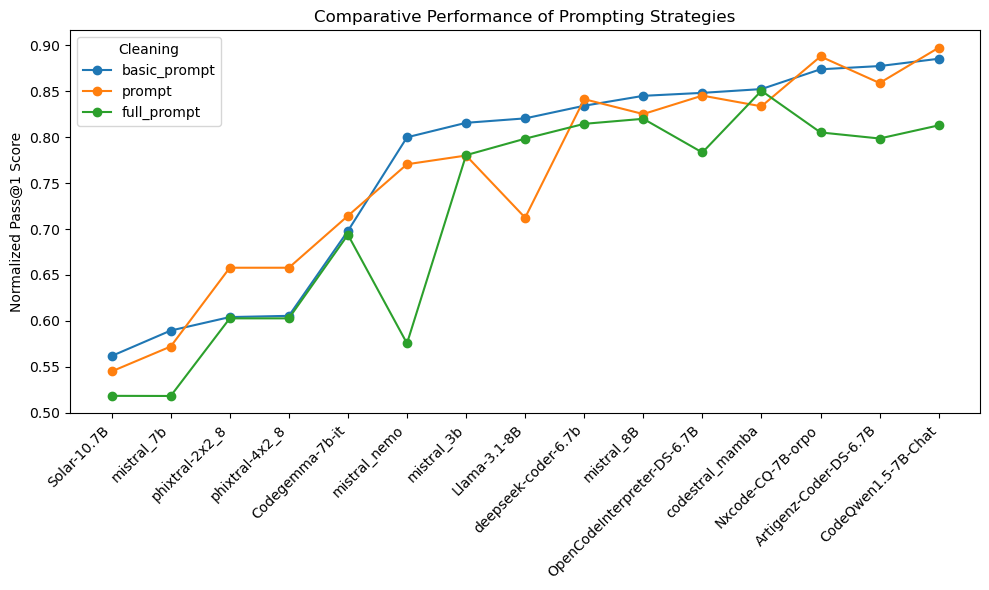 Comparative Performance of Prompting Strategies
Cleaning
basic_prompt
prompt
full_prompt
Normalized Pass@1 Score
0.90
0.85
0.80
0.75
0.70
0.65
0.60
0.55
0.50
Solar-10.7B
mistral_7b
phixtral-2x2_8
phixtral-4x2_8
Codegemma-7b-it
mistral_nemo
mistral_3b
Llama-3.1-8B
deepseek-coder-6.7b
mistral_8B
OpenCodeInterpreter-DS-6.7B
codestral_mamba
Nxcode-CQ-7B-orpo
Artigenz-Coder-DS-6.7B
CodeQwen1.5-7B-Chat